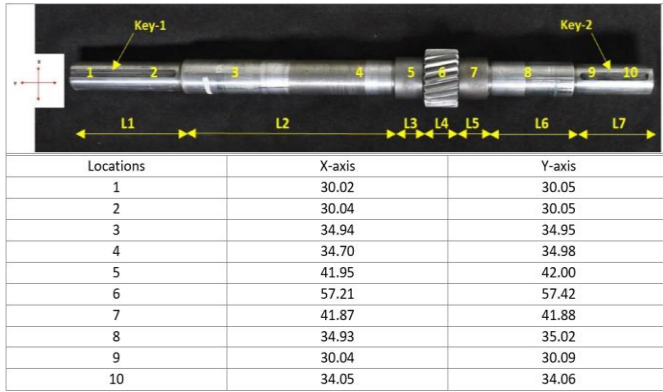 Key-1
Key-2
1 2 3 4 5 6 7 8 9 10
L1 L2 L3 L4 L5 L6 L7
Locations X-axis Y-axis
1 30.02 30.05
2 30.04 30.05
3 34.94 34.95
4 34.70 34.98
5 41.95 42.00
6 57.21 57.42
7 41.87 41.88
8 34.93 35.02
9 30.04 30.09
10 34.05 34.06